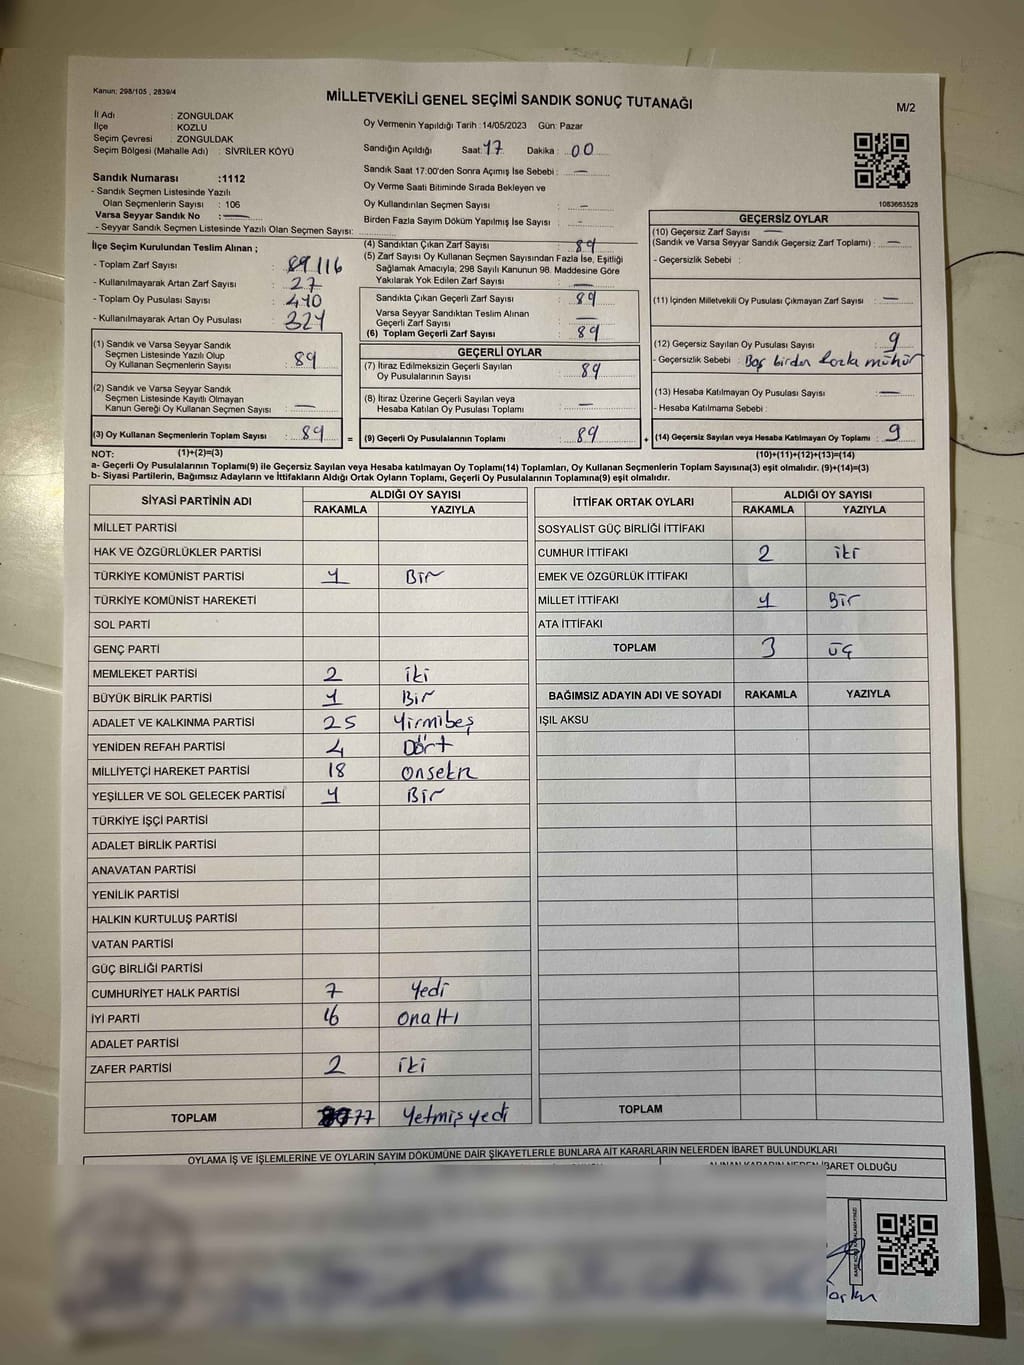 Kanun: 298/105 , 2839/4
MİLLETVEKİLİ GENEL SEÇİMİ SANDIK SONUÇ TUTANAĞI
M/2
İl Adı : ZONGULDAK
İlçe : KOZLU
Seçim Çevresi : ZONGULDAK
Seçim Bölgesi (Mahalle Adı) : SİVRİLER KÖYÜ
Sandık Numarası :1112
- Sandık Seçmen Listesinde Yazılı
Olan Seçmenlerin Sayısı : 106
Varsa Seyyar Sandık No : —
- Seyyar Sandık Seçmen Listesinde Yazılı Olan Seçmen Sayısı:
Oy Vermenin Yapıldığı Tarih :14/05/2023 Gün: Pazar
Sandığın Açıldığı Saat: 17 Dakika : 00
Sandık Saat 17:00'den Sonra Açımış İse Sebebi : —
Oy Verme Saati Bitiminde Sırada Bekleyen ve
Oy Kullandırılan Seçmen Sayısı : -
Birden Fazla Sayım Döküm Yapılmış İse Sayısı : -
1083663528
İlçe Seçim Kurulundan Teslim Alınan ;
- Toplam Zarf Sayısı : 116
- Kullanılmayarak Artan Zarf Sayısı : 27
- Toplam Oy Pusulası Sayısı : 410
- Kullanılmayarak Artan Oy Pusulası : 321
(1) Sandık ve Varsa Seyyar Sandık
Seçmen Listesinde Yazılı Olup
Oy Kullanan Seçmenlerin Sayısı : 89
(2) Sandık ve Varsa Seyyar Sandık
Seçmen Listesinde Kayıtlı Olmayan
Kanun Gereği Oy Kullanan Seçmen Sayısı : —
(3) Oy Kullanan Seçmenlerin Toplam Sayısı : 89 =
(4) Sandıktan Çıkan Zarf Sayısı : 89
(5) Zarf Sayısı Oy Kullanan Seçmen Sayısından Fazla İse, Eşitliği
Sağlamak Amacıyla; 298 Sayılı Kanunun 98. Maddesine Göre
Yakılarak Yok Edilen Zarf Sayısı : —
Sandıkta Çıkan Geçerli Zarf Sayısı : 89
Varsa Seyyar Sandıktan Teslim Alınan
Geçerli Zarf Sayısı : —
(6) Toplam Geçerli Zarf Sayısı : 89
GEÇERLİ OYLAR
(7) İtiraz Edilmeksizin Geçerli Sayılan
Oy Pusulalarının Sayısı : 89
(8) İtiraz Üzerine Geçerli Sayılan veya
Hesaba Katılan Oy Pusulası Toplamı : —
(9) Geçerli Oy Pusulalarının Toplamı : 89 +
GEÇERSİZ OYLAR
(10) Geçersiz Zarf Sayısı —
(Sandık ve Varsa Seyyar Sandık Geçersiz Zarf Toplamı) : —
- Geçersizlik Sebebi :
(11) İçinden Milletvekili Oy Pusulası Çıkmayan Zarf Sayısı : —
(12) Geçersiz Sayılan Oy Pusulası Sayısı : 9
- Geçersizlik Sebebi : Boş birden fazla mühür
(13) Hesaba Katılmayan Oy Pusulası Sayısı : —
- Hesaba Katılmama Sebebi :
(14) Geçersiz Sayılan veya Hesaba Katılmayan Oy Toplamı : 9
NOT: (1)+(2)=(3) (10)+(11)+(12)+(13)=(14)
a- Geçerli Oy Pusulalarının Toplamı(9) ile Geçersiz Sayılan veya Hesaba katılmayan Oy Toplamı(14) Toplamları, Oy Kullanan Seçmenlerin Toplam Sayısına(3) eşit olmalıdır. (9)+(14)=(3)
b- Siyasi Partilerin, Bağımsız Adayların ve İttifakların Aldığı Ortak Oyların Toplamı, Geçerli Oy Pusulalarının Toplamına(9) eşit olmalıdır.
SİYASİ PARTİNİN ADI ALDIĞI OY SAYISI
RAKAMLA YAZIYLA
MİLLET PARTİSİ
HAK VE ÖZGÜRLÜKLER PARTİSİ
TÜRKİYE KOMÜNİST PARTİSİ 1 Bir
TÜRKİYE KOMÜNİST HAREKETİ
SOL PARTİ
GENÇ PARTİ
MEMLEKET PARTİSİ 2 iki
BÜYÜK BİRLİK PARTİSİ 1 Bir
ADALET VE KALKINMA PARTİSİ 25 Yirmibeş
YENİDEN REFAH PARTİSİ 4 Dört
MİLLİYETÇİ HAREKET PARTİSİ 18 onsekiz
YEŞİLLER VE SOL GELECEK PARTİSİ 1 Bir
TÜRKİYE İŞÇİ PARTİSİ
ADALET BİRLİK PARTİSİ
ANAVATAN PARTİSİ
YENİLİK PARTİSİ
HALKIN KURTULUŞ PARTİSİ
VATAN PARTİSİ
GÜÇ BİRLİĞİ PARTİSİ
CUMHURİYET HALK PARTİSİ 7 Yedi
İYİ PARTİ 16 onaltı
ADALET PARTİSİ
ZAFER PARTİSİ 2 iki
TOPLAM 77 Yetmiş yedi
İTTİFAK ORTAK OYLARI ALDIĞI OY SAYISI
RAKAMLA YAZIYLA
SOSYALİST GÜÇ BİRLİĞİ İTTİFAKI
CUMHUR İTTİFAKI 2 iki
EMEK VE ÖZGÜRLÜK İTTİFAKI
MİLLET İTTİFAKI 1 Bir
ATA İTTİFAKI
TOPLAM 3 üç
BAĞIMSIZ ADAYIN ADI VE SOYADI RAKAMLA YAZIYLA
IŞIL AKSU
TOPLAM
OYLAMA İŞ VE İŞLEMLERİNE VE OYLARIN SAYIM DÖKÜMÜNE DAİR ŞİKAYETLERLE BUNLARA AİT KARARLARIN NELERDEN İBARET BULUNDUKLARI
ALINAN KARARIN NEDEN İBARET OLDUĞU